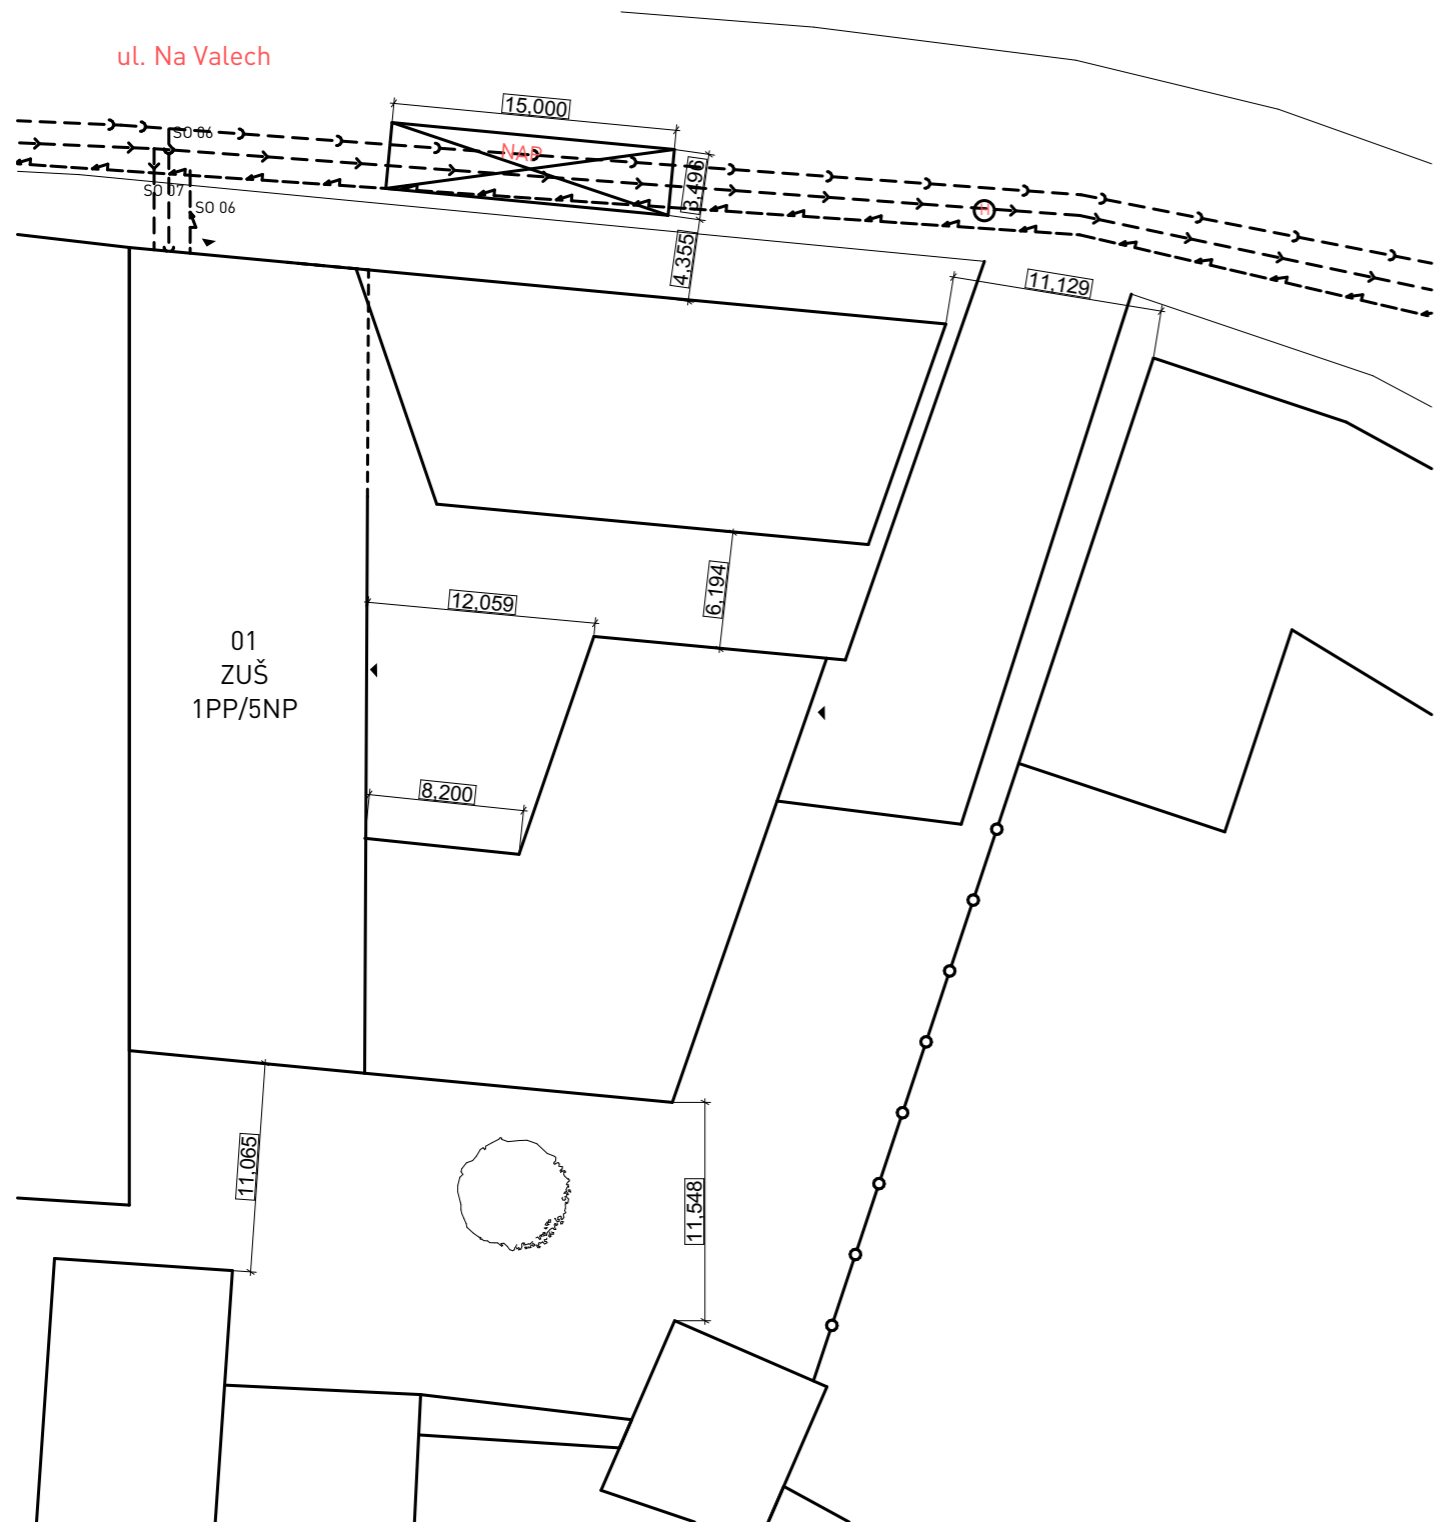 ul. Na Valech
15,000
SO 06
NAP
3,496
SO 07
SO 06
H
4,355
11,129
6,194
12,059
01
ZUŠ
1PP/5NP
8,200
11,065
11,548